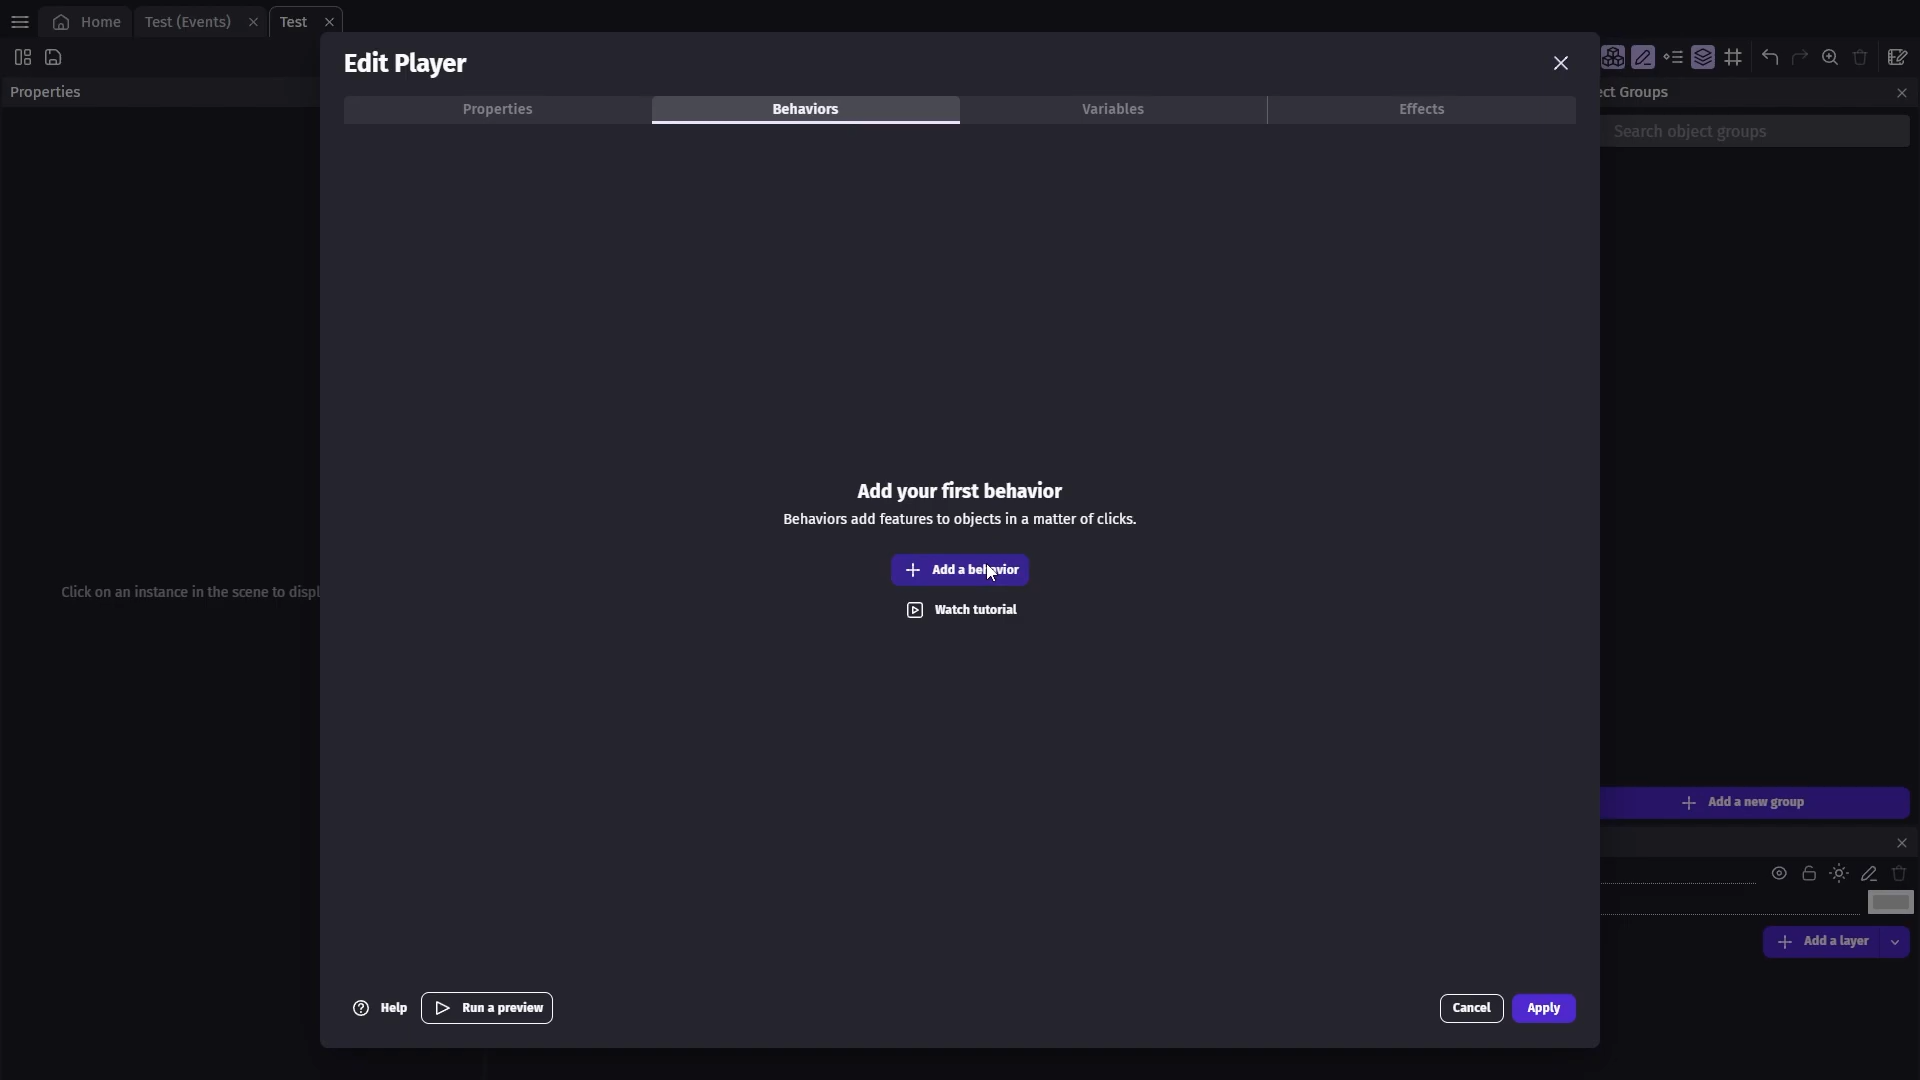 Home
Test (Events)
Test
Edit Player
Properties
ect Groups
Properties
Behaviors
Variables
Effects
Search object groups
Add your first behavior
Behaviors add features to objects in a matter of clicks.
Add a behavior
Click on an instance in the scene to displ
Watch tutorial
Add a new group
Add a layer
Help
Run a preview
Cancel
Apply